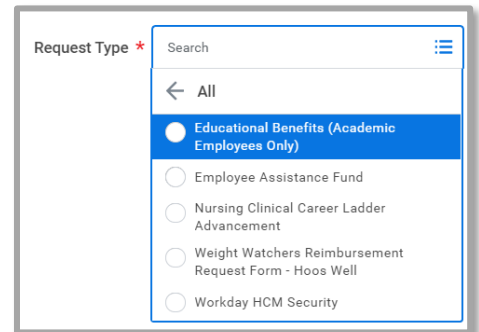 Request Type * Search
All
Educational Benefits (Academic
Employees Only)
Employee Assistance Fund
Nursing Clinical Career Ladder
Advancement
Weight Watchers Reimbursement
Request Form - Hoos Well
Workday HCM Security